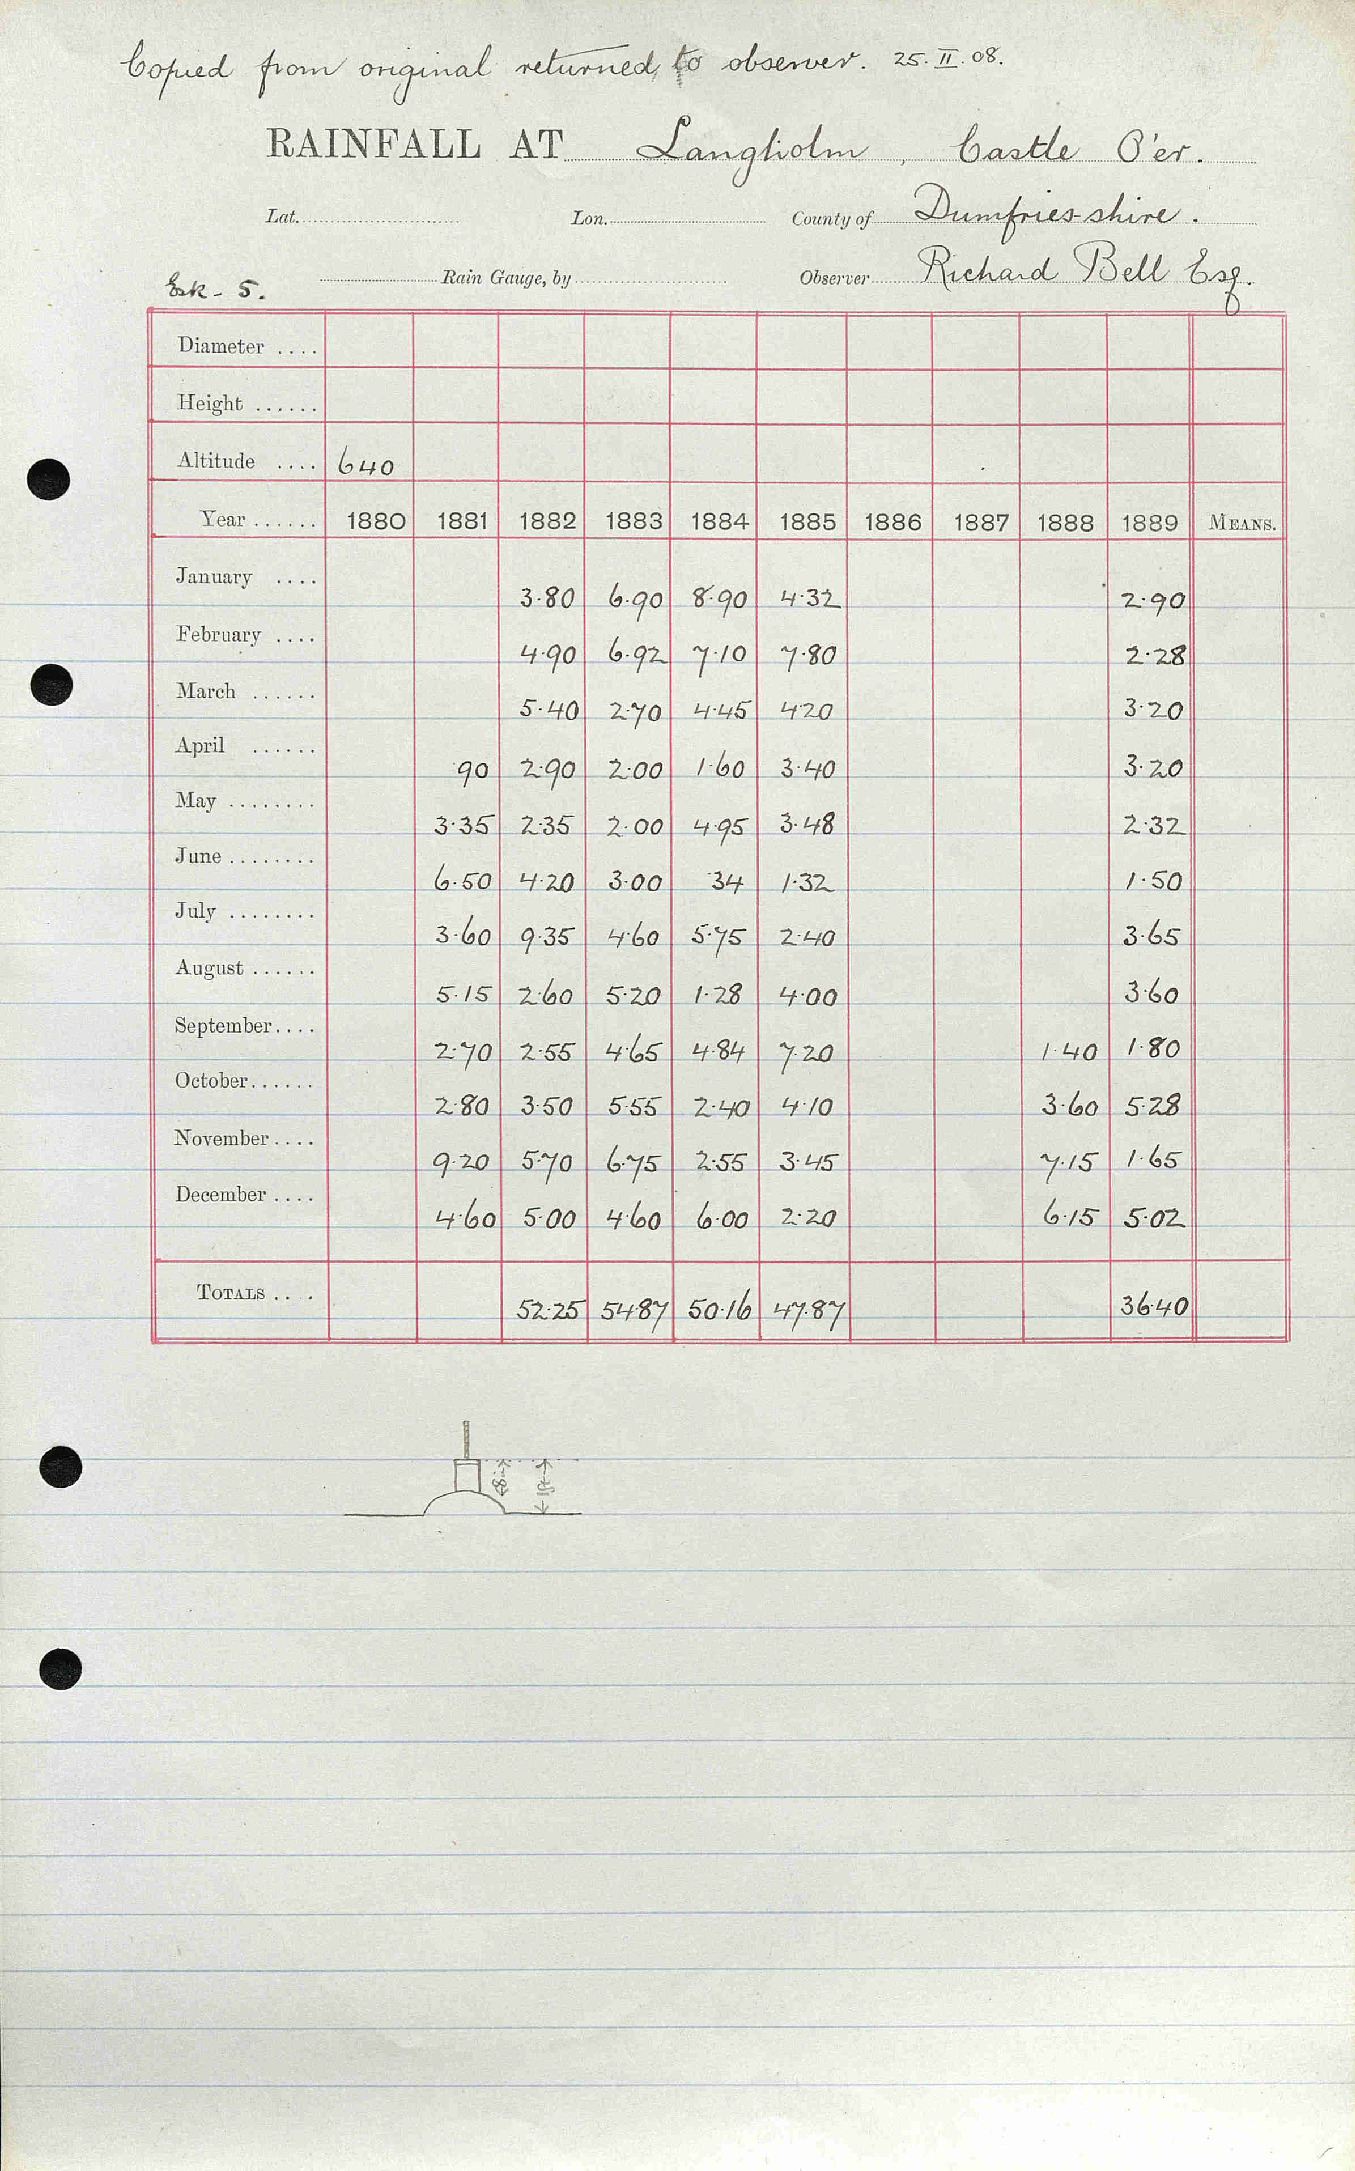 Copied from original returned, to observer. 25.II.08.
RAINFALL AT Langholm, Castle O'er.
Lat. Lon. County of Dumfries-shire.
Esk - 5. Rain Gauge, by Observer Richard Bell Esq.
Diameter ....
Height ......
Altitude .... 640
Year ...... 1880 1881 1882 1883 1884 1885 1886 1887 1888 1889 MEANS.
January .... 3.80 6.90 8.90 4.32 2.90
February .... 4.90 6.92 7.10 7.80 2.28
March ...... 5.40 2.70 4.45 4.20 3.20
April ...... .90 2.90 2.00 1.60 3.40 3.20
May ........ 3.35 2.35 2.00 4.95 3.48 2.32
June ........ 6.50 4.20 3.00 .34 1.32 1.50
July ........ 3.60 9.35 4.60 5.75 2.40 3.65
August ...... 5.15 2.60 5.20 1.28 4.00 3.60
September.... 2.70 2.55 4.65 4.84 7.20 1.40 1.80
October...... 2.80 3.50 5.55 2.40 4.10 3.60 5.28
November.... 9.20 5.70 6.75 2.55 3.45 7.15 1.65
December .... 4.60 5.00 4.60 6.00 2.20 6.15 5.02
TOTALS .. . 52.25 54.87 50.16 47.87 36.40